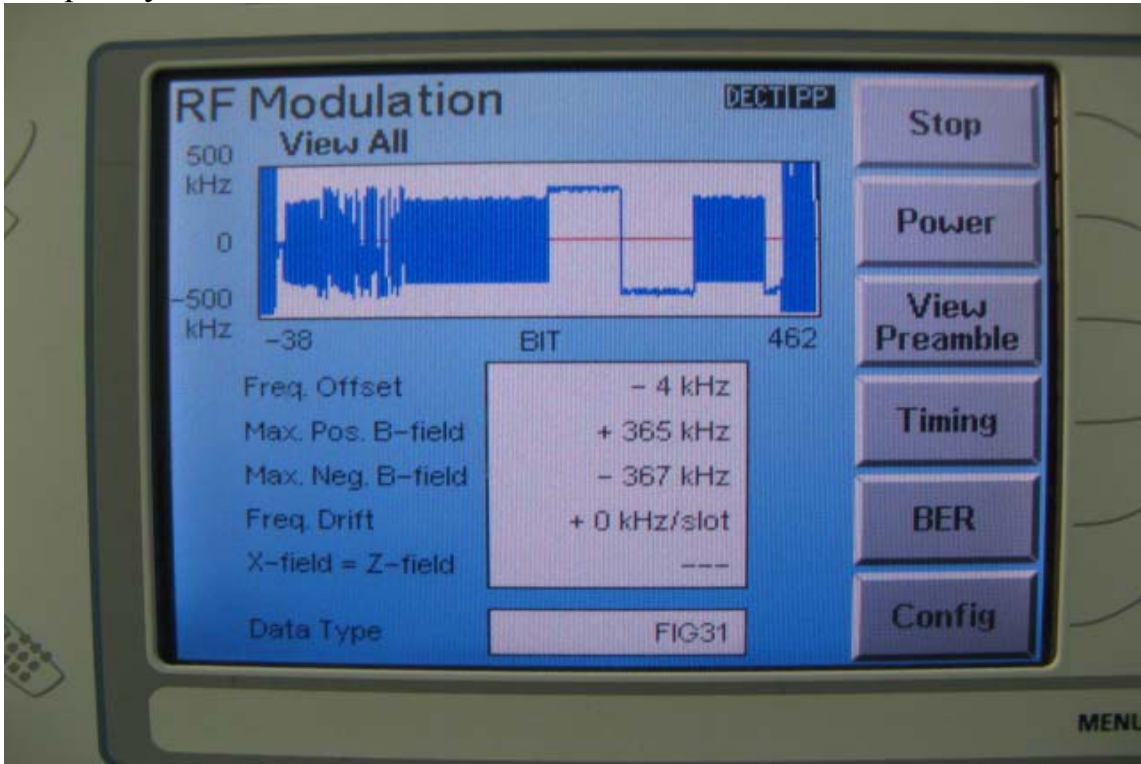 RF Modulation DECT PP
View All
500
kHz
0
-500
kHz
-38 BIT 462
Freq. Offset - 4 kHz
Max. Pos. B-field + 365 kHz
Max. Neg. B-field - 367 kHz
Freq. Drift + 0 kHz/slot
X-field = Z-field ---
Data Type FIG31
Stop
Power
View
Preamble
Timing
BER
Config
MENU